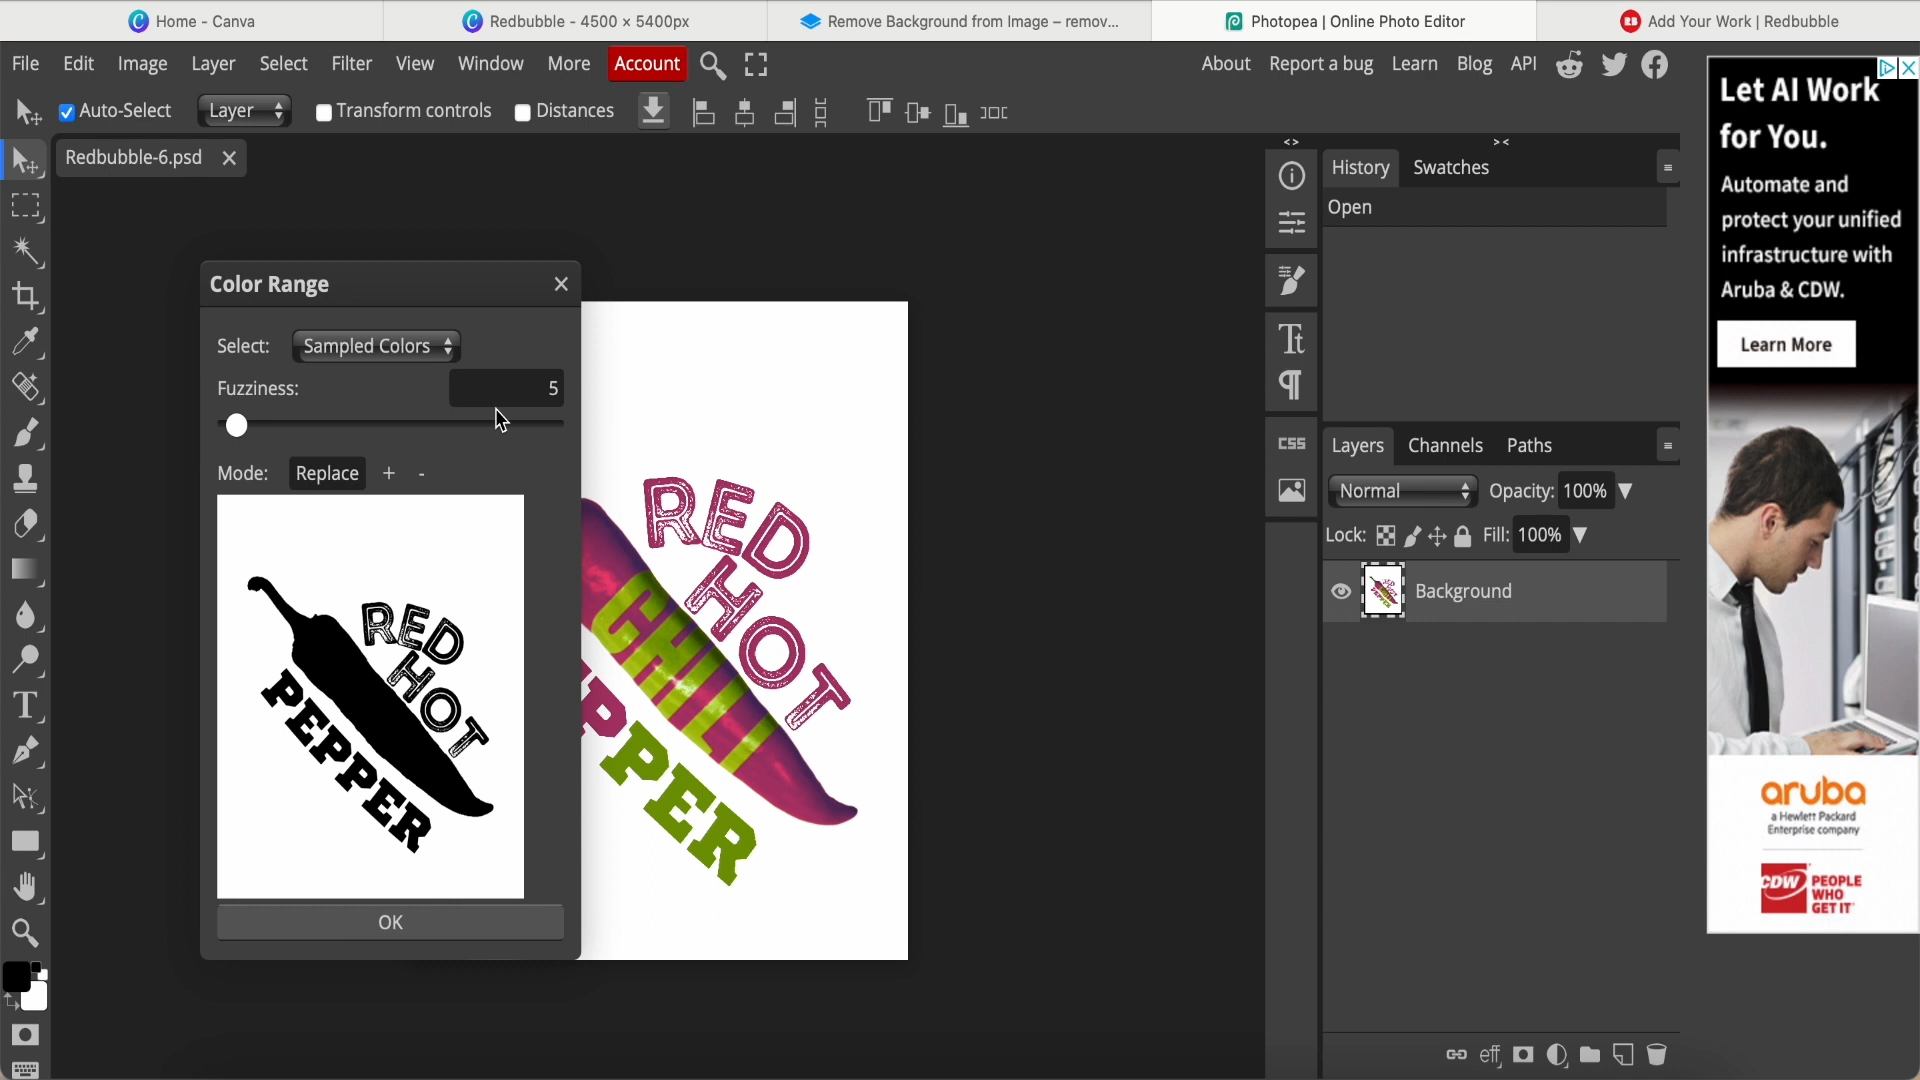 Home - Canva
Redbubble - 4500 × 5400px
Remove Background from Image – remov...
Photopea | Online Photo Editor
Add Your Work | Redbubble
File Edit Image Layer Select Filter View Window More Account
About Report a bug Learn Blog API
Auto-Select Layer Transform controls Distances
Redbubble-6.psd
Color Range
Select: Sampled Colors
Fuzziness: 5
Mode: Replace + -
RED
HOT
PEPPER
OK
RED
HOT
CHILI
PPER
History Swatches
Open
CSS
Layers Channels Paths
Normal Opacity: 100%
Lock: Fill: 100%
Background
eff
Let AI Work
for You.
Automate and
protect your unified
infrastructure with
Aruba & CDW.
Learn More
aruba
a Hewlett Packard
Enterprise company
CDW PEOPLE
WHO
GET IT